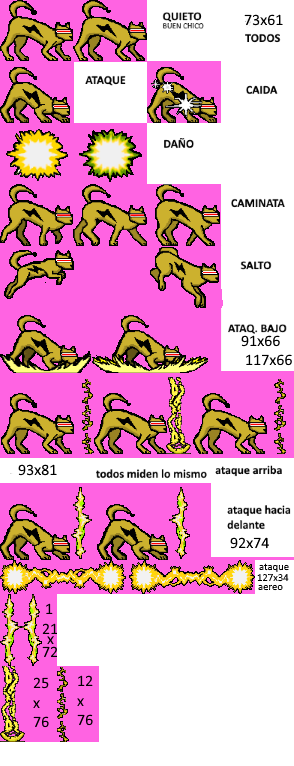 QUIETO
BUEN CHICO
73x61
TODOS
ATAQUE
CAIDA
DAÑO
CAMINATA
SALTO
ATAQ. BAJO
91x66
117x66
93x81
todos miden lo mismo
ataque arriba
ataque hacia
delante
92x74
ataque
127x34
aereo
1
21
x
72
25
x
76
12
x
76